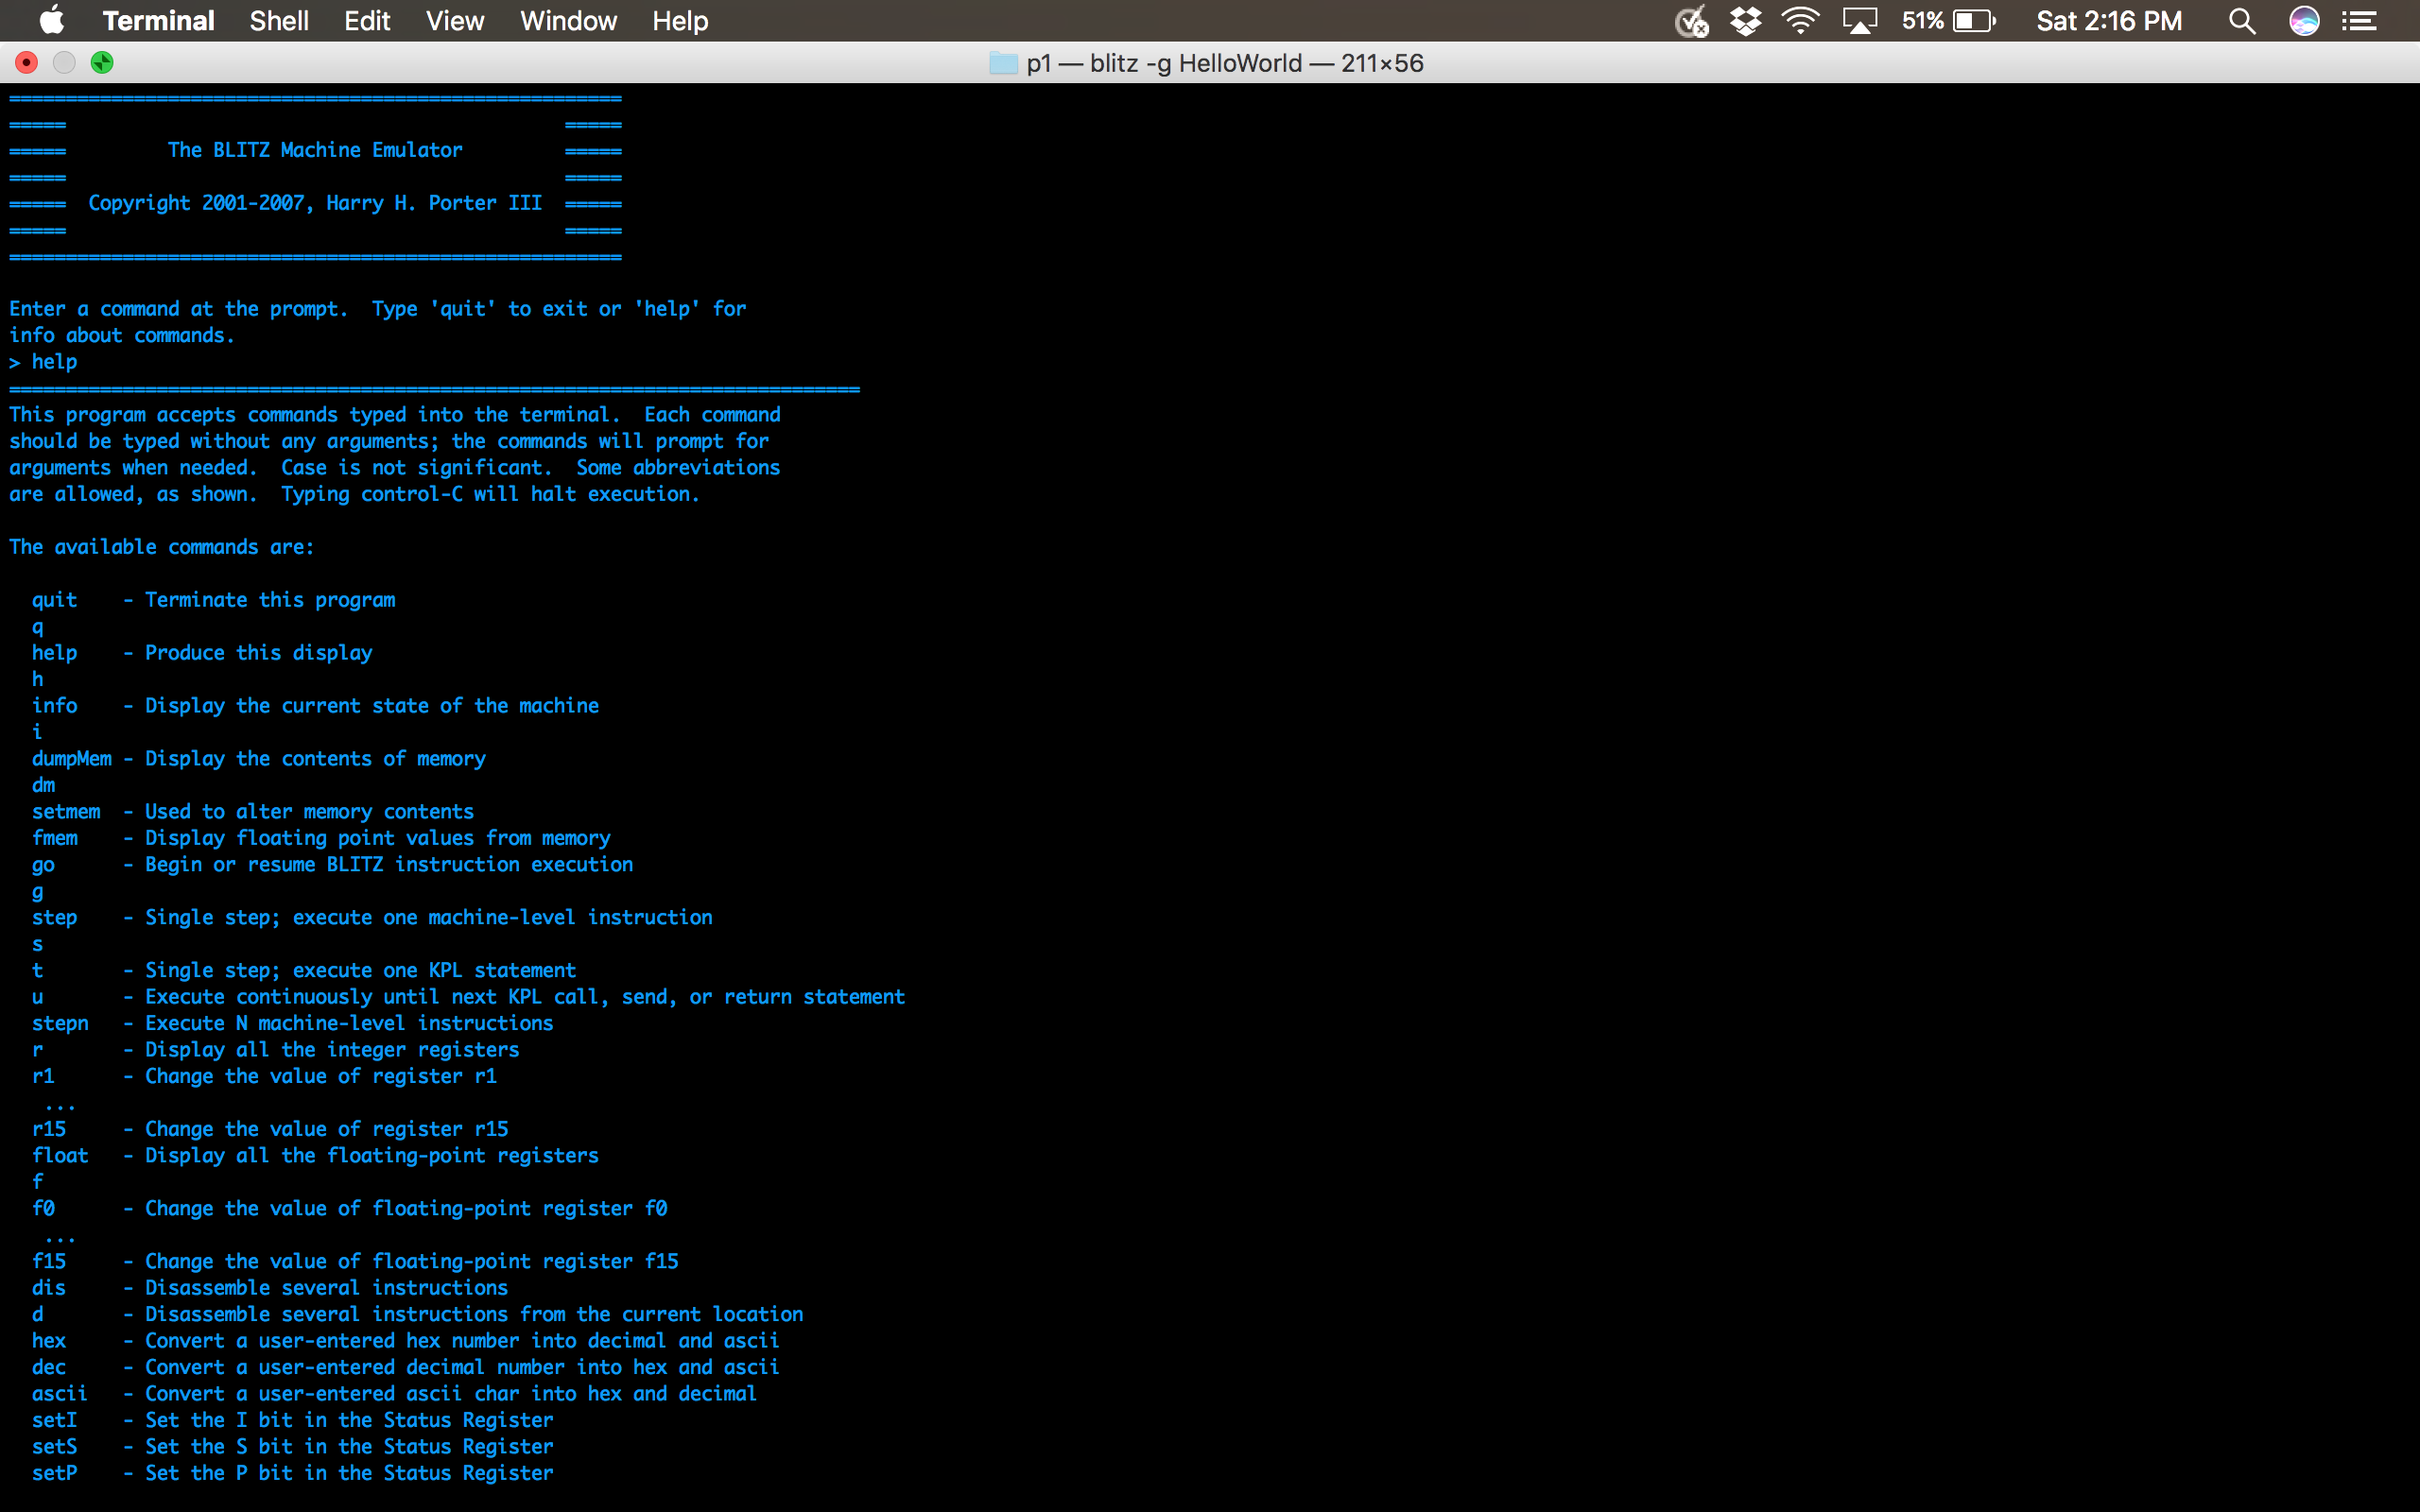 Terminal Shell Edit View Window Help 51% Sat 2:16 PM
p1 — blitz -g HelloWorld — 211×56
======================================================
=====                                            =====
=====         The BLITZ Machine Emulator         =====
=====                                            =====
=====  Copyright 2001-2007, Harry H. Porter III  =====
=====                                            =====
======================================================
Enter a command at the prompt.  Type 'quit' to exit or 'help' for
info about commands.
> help
===========================================================================
This program accepts commands typed into the terminal.  Each command
should be typed without any arguments; the commands will prompt for
arguments when needed.  Case is not significant.  Some abbreviations
are allowed, as shown.  Typing control-C will halt execution.
The available commands are:
  quit    - Terminate this program
  q
  help    - Produce this display
  h
  info    - Display the current state of the machine
  i
  dumpMem - Display the contents of memory
  dm
  setmem  - Used to alter memory contents
  fmem    - Display floating point values from memory
  go      - Begin or resume BLITZ instruction execution
  g
  step    - Single step; execute one machine-level instruction
  s
  t       - Single step; execute one KPL statement
  u       - Execute continuously until next KPL call, send, or return statement
  stepn   - Execute N machine-level instructions
  r       - Display all the integer registers
  r1      - Change the value of register r1
   ...
  r15     - Change the value of register r15
  float   - Display all the floating-point registers
  f
  f0      - Change the value of floating-point register f0
   ...
  f15     - Change the value of floating-point register f15
  dis     - Disassemble several instructions
  d       - Disassemble several instructions from the current location
  hex     - Convert a user-entered hex number into decimal and ascii
  dec     - Convert a user-entered decimal number into hex and ascii
  ascii   - Convert a user-entered ascii char into hex and decimal
  setI    - Set the I bit in the Status Register
  setS    - Set the S bit in the Status Register
  setP    - Set the P bit in the Status Register